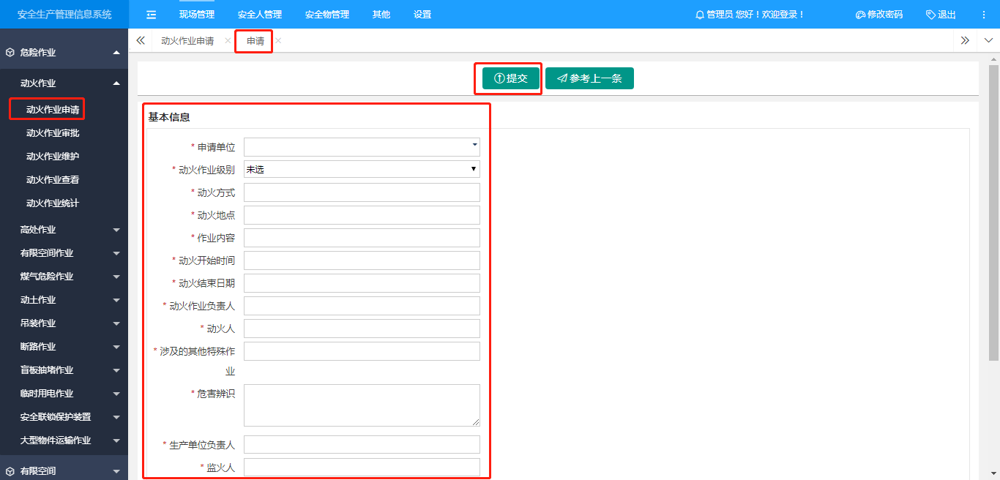 安全生产管理信息系统
现场管理 安全人管理 安全物管理 其他 设置
管理员 您好！欢迎登录！ 修改密码 退出
危险作业
动火作业
动火作业申请
动火作业审批
动火作业维护
动火作业查看
动火作业统计
高处作业
有限空间作业
煤气危险作业
动土作业
吊装作业
断路作业
盲板抽堵作业
临时用电作业
安全联锁保护装置
大型物件运输作业
有限空间
动火作业申请 申请
提交 参考上一条
基本信息
* 申请单位
* 动火作业级别 未选
* 动火方式
* 动火地点
* 作业内容
* 动火开始时间
* 动火结束日期
* 动火作业负责人
* 动火人
* 涉及的其他特殊作
业
* 危害辨识
* 生产单位负责人
* 监火人